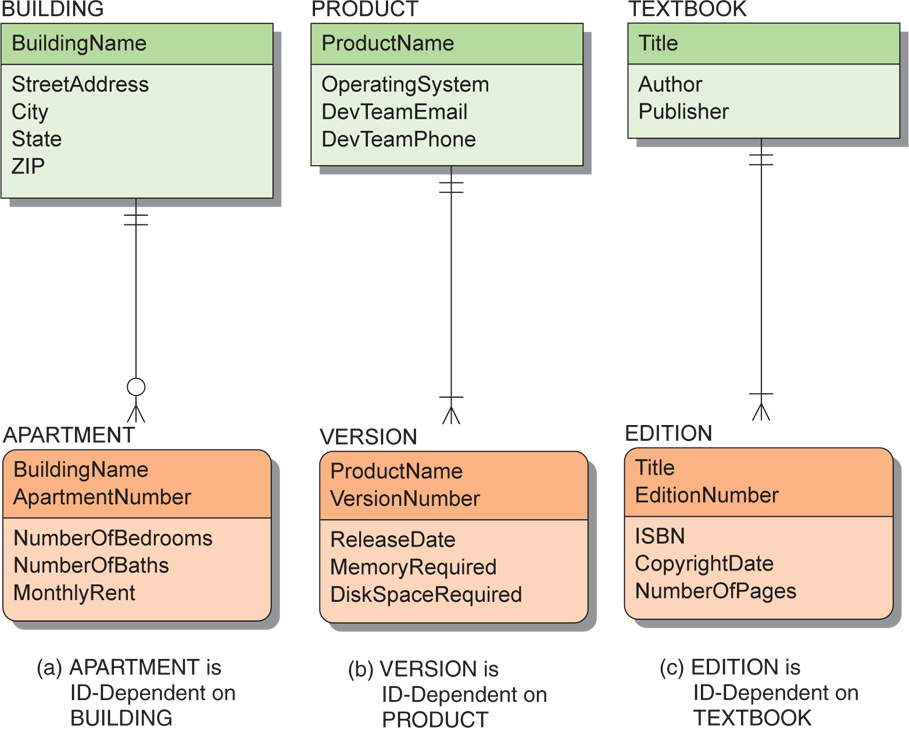 BUILDING
BuildingName
StreetAddress
City
State
ZIP
APARTMENT
BuildingName
ApartmentNumber
NumberOfBedrooms
NumberOfBaths
MonthlyRent
(a) APARTMENT is
ID-Dependent on
BUILDING
PRODUCT
ProductName
OperatingSystem
DevTeamEmail
DevTeamPhone
VERSION
ProductName
VersionNumber
ReleaseDate
MemoryRequired
DiskSpaceRequired
(b) VERSION is
ID-Dependent on
PRODUCT
TEXTBOOK
Title
Author
Publisher
EDITION
Title
EditionNumber
ISBN
CopyrightDate
NumberOfPages
(c) EDITION is
ID-Dependent on
TEXTBOOK